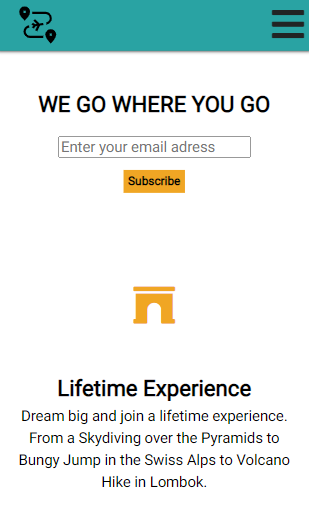 WE GO WHERE YOU GO
Enter your email adress
Subscribe
Lifetime Experience
Dream big and join a lifetime experience.
From a Skydiving over the Pyramids to
Bungy Jump in the Swiss Alps to Volcano
Hike in Lombok.